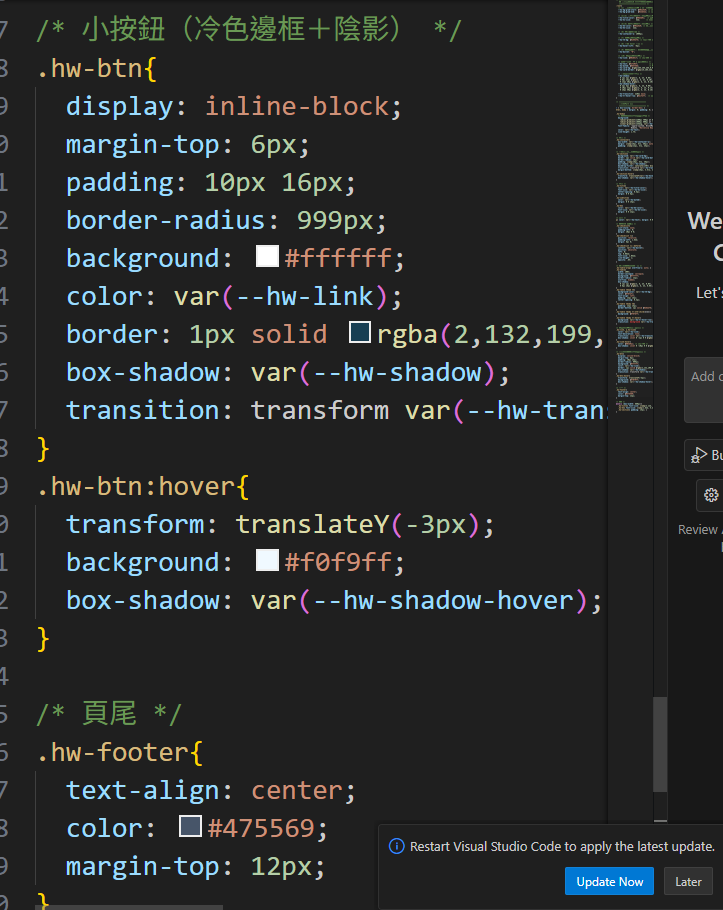 7 /* 小按鈕（冷色邊框＋陰影） */
8 .hw-btn{
9 display: inline-block;
0 margin-top: 6px;
1 padding: 10px 16px;
2 border-radius: 999px;
3 background: #ffffff;
4 color: var(--hw-link);
5 border: 1px solid rgba(2,132,199,
6 box-shadow: var(--hw-shadow);
7 transition: transform var(--hw-tran
8 }
9 .hw-btn:hover{
0 transform: translateY(-3px);
1 background: #f0f9ff;
2 box-shadow: var(--hw-shadow-hover);
3 }
4
5 /* 頁尾 */
6 .hw-footer{
7 text-align: center;
8 color: #475569;
9 margin-top: 12px;
0 }
We
Let's
Add c
Bu
Review
Restart Visual Studio Code to apply the latest update.
Update Now
Later